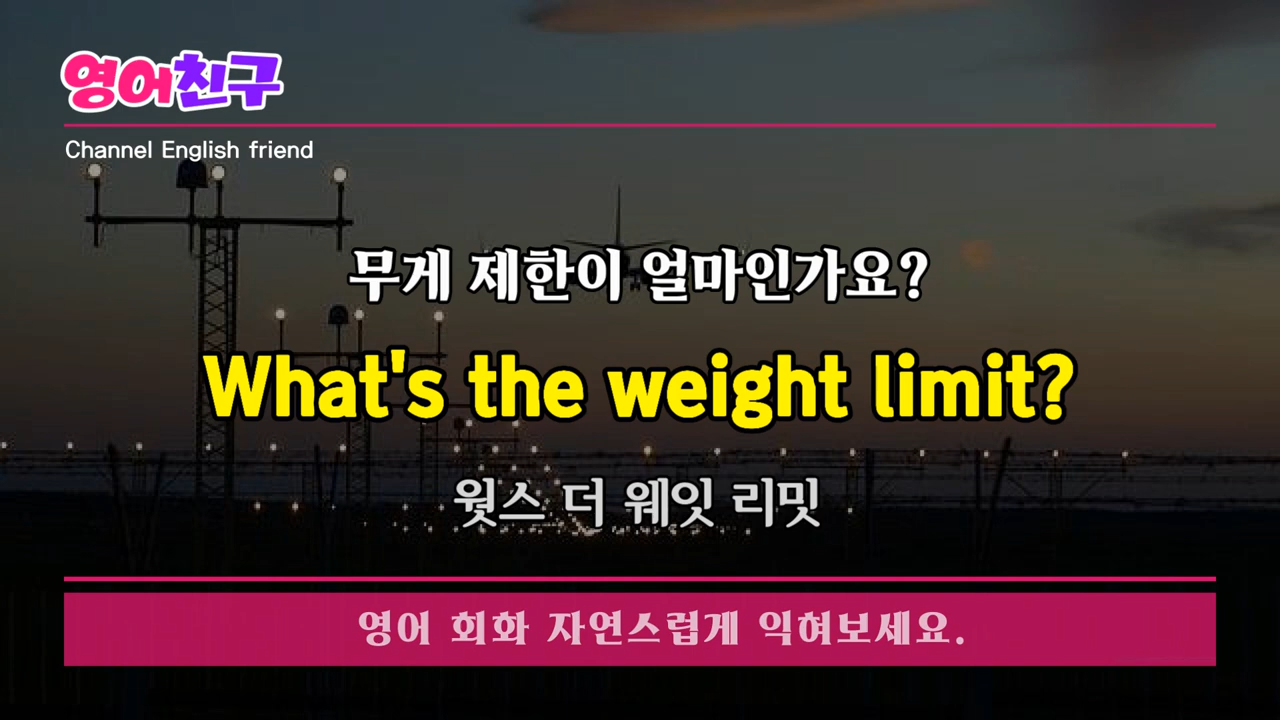 영어친구
Channel English friend
무게 제한이 얼마인가요?
What's the weight limit?
웟스 더 웨잇 리밋
영어 회화 자연스럽게 익혀보세요.